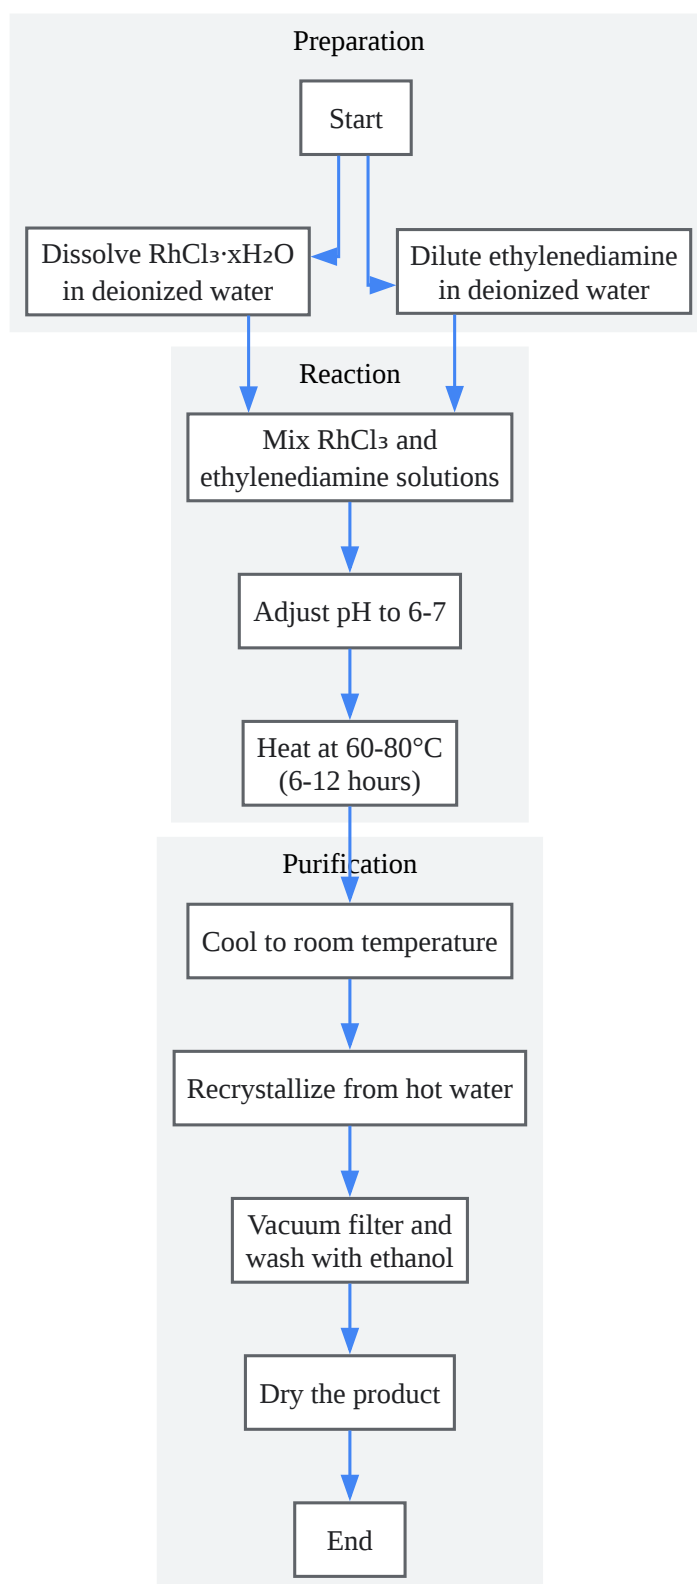 Preparation
Start
Dissolve RhCl₃·xH₂O
in deionized water
Dilute ethylenediamine
in deionized water
Reaction
Mix RhCl₃ and
ethylenediamine solutions
Adjust pH to 6-7
Heat at 60-80°C
(6-12 hours)
Purification
Cool to room temperature
Recrystallize from hot water
Vacuum filter and
wash with ethanol
Dry the product
End